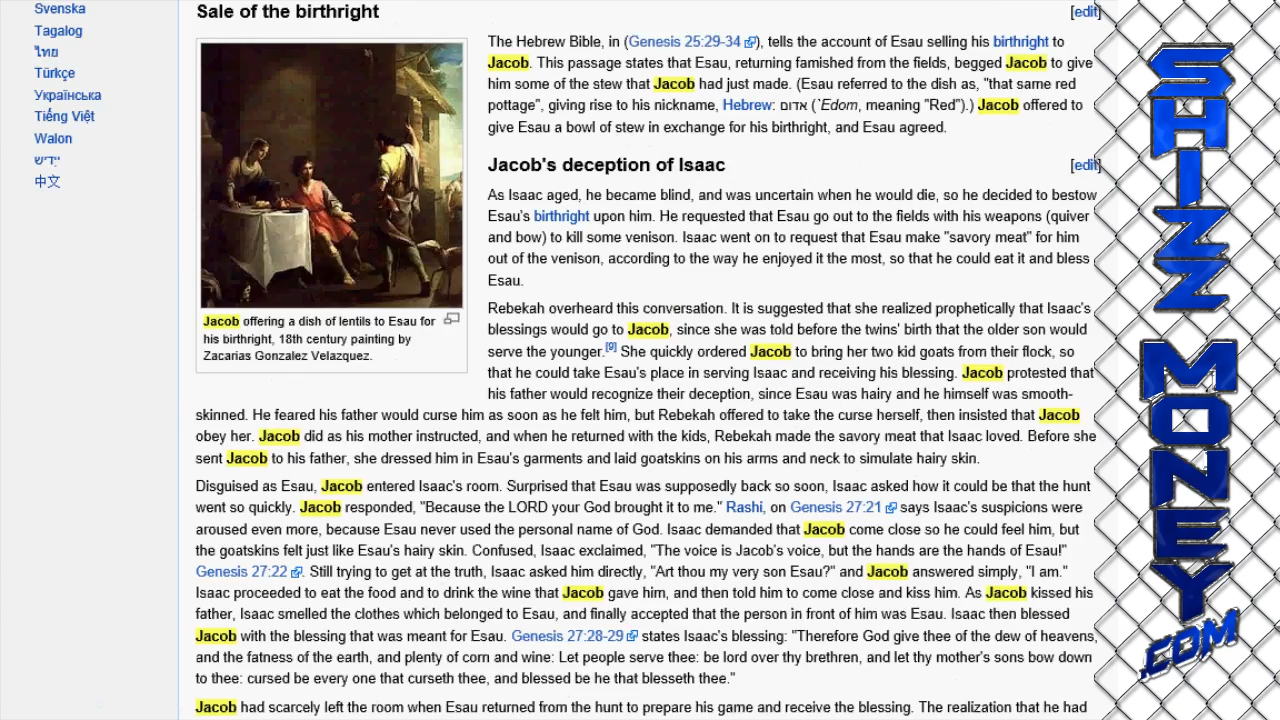 Svenska
Tagalog
ไทย
Türkçe
Українська
Tiếng Việt
Walon
ייִדיש
中文
Sale of the birthright
[edit]
The Hebrew Bible, in (Genesis 25:29-34), tells the account of Esau selling his birthright to
Jacob. This passage states that Esau, returning famished from the fields, begged Jacob to give
him some of the stew that Jacob had just made. (Esau referred to the dish as, "that same red
pottage", giving rise to his nickname, Hebrew: אדום (`Edom, meaning "Red").) Jacob offered to
give Esau a bowl of stew in exchange for his birthright, and Esau agreed.
Jacob offering a dish of lentils to Esau for
his birthright, 18th century painting by
Zacarias Gonzalez Velazquez.
Jacob's deception of Isaac
[edit]
As Isaac aged, he became blind, and was uncertain when he would die, so he decided to bestow
Esau's birthright upon him. He requested that Esau go out to the fields with his weapons (quiver
and bow) to kill some venison. Isaac went on to request that Esau make "savory meat" for him
out of the venison, according to the way he enjoyed it the most, so that he could eat it and bless
Esau.
Rebekah overheard this conversation. It is suggested that she realized prophetically that Isaac's
blessings would go to Jacob, since she was told before the twins' birth that the older son would
serve the younger.[9] She quickly ordered Jacob to bring her two kid goats from their flock, so
that he could take Esau's place in serving Isaac and receiving his blessing. Jacob protested that
his father would recognize their deception, since Esau was hairy and he himself was smooth-
skinned. He feared his father would curse him as soon as he felt him, but Rebekah offered to take the curse herself, then insisted that Jacob
obey her. Jacob did as his mother instructed, and when he returned with the kids, Rebekah made the savory meat that Isaac loved. Before she
sent Jacob to his father, she dressed him in Esau's garments and laid goatskins on his arms and neck to simulate hairy skin.
Disguised as Esau, Jacob entered Isaac's room. Surprised that Esau was supposedly back so soon, Isaac asked how it could be that the hunt
went so quickly. Jacob responded, "Because the LORD your God brought it to me." Rashi, on Genesis 27:21 says Isaac's suspicions were
aroused even more, because Esau never used the personal name of God. Isaac demanded that Jacob come close so he could feel him, but
the goatskins felt just like Esau's hairy skin. Confused, Isaac exclaimed, "The voice is Jacob's voice, but the hands are the hands of Esau!"
Genesis 27:22. Still trying to get at the truth, Isaac asked him directly, "Art thou my very son Esau?" and Jacob answered simply, "I am."
Isaac proceeded to eat the food and to drink the wine that Jacob gave him, and then told him to come close and kiss him. As Jacob kissed his
father, Isaac smelled the clothes which belonged to Esau, and finally accepted that the person in front of him was Esau. Isaac then blessed
Jacob with the blessing that was meant for Esau. Genesis 27:28-29 states Isaac's blessing: "Therefore God give thee of the dew of heavens,
and the fatness of the earth, and plenty of corn and wine: Let people serve thee: be lord over thy brethren, and let thy mother's sons bow down
to thee: cursed be every one that curseth thee, and blessed be he that blesseth thee."
Jacob had scarcely left the room when Esau returned from the hunt to prepare his game and receive the blessing. The realization that he had
SHIZZ
MONEY
.COM